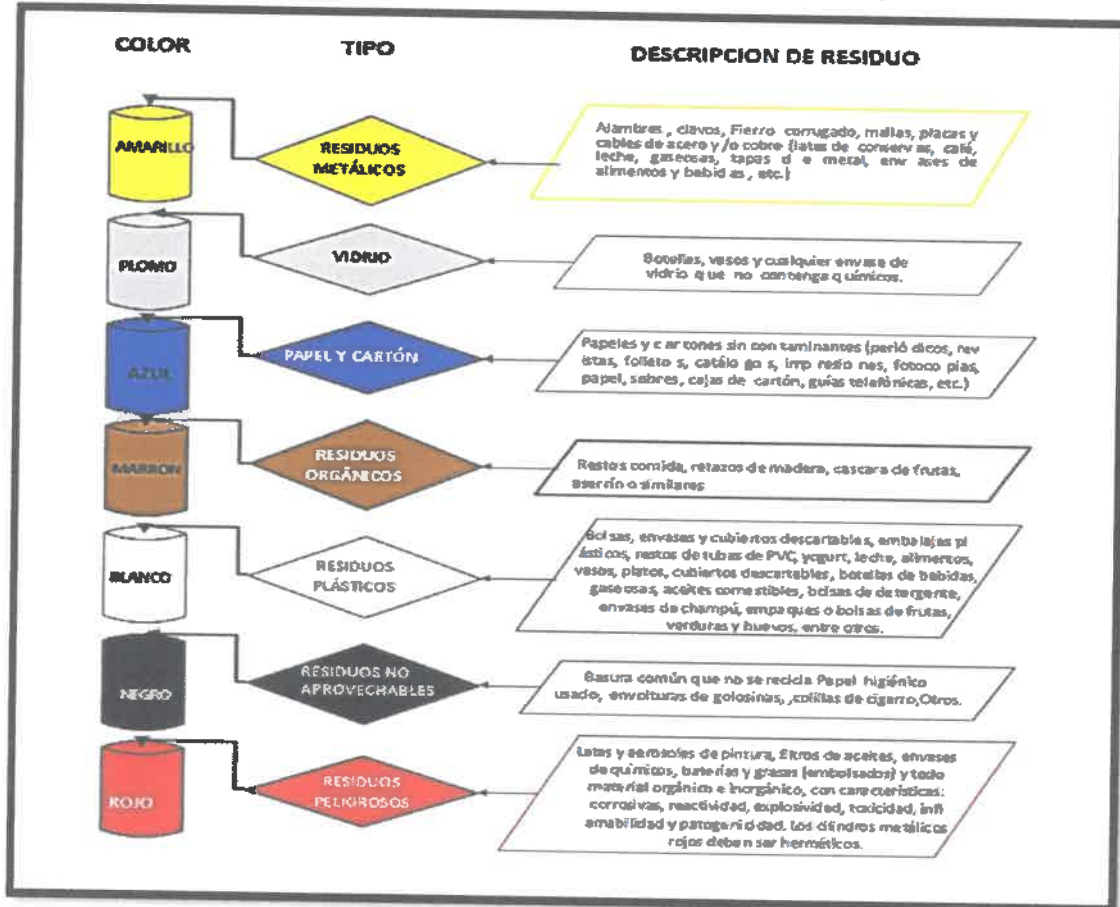 COLOR TIPO DESCRIPCION DE RESIDUO
AMARILLO
RESIDUOS
METÁLICOS
Alambres , clavos, Fierro corrugado, mallas, placas y
cables de acero y /o cobre (latas de conservas, café,
leche, gaseosas, tapas d e metal, env ases de
alimentos y bebid as , etc.)
PLOMO
VIDRIO
Botellas, vasos y cualquier envase de
vidrio que no contenga q uímicos.
AZUL
PAPEL Y CARTÓN
Papeles y c ar tones sin con taminantes (perió dicos, rev
istas, folleto s, catálo go s, imp resio nes, fotoco pias,
papel, sobres, cajas de cartón, guías telefónicas, etc.)
MARRON
RESIDUOS
ORGÁNICOS
Restos comida, retazos de madera, cascara de frutas,
aserrín o similares
BLANCO
RESIDUOS
PLÁSTICOS
Bolsas, envases y cubiertos descartables, embalajes pl
ásticos, restos de tubas de PVC, yogurt, leche, alimentos,
vasos, platos, cubiertos descartables, botellas de bebidas,
gaseosas, aceites comestibles, bolsas de detergente,
envases de champú, empaques o bolsas de frutas,
verduras y huevos, entre otros.
NEGRO
RESIDUOS NO
APROVECHABLES
Basura común que no se recicla Papel higiénico
usado, envolturas de golosinas, ,colillas de cigarro,Otros.
ROJO
RESIDUOS
PELIGROSOS
Latas y aerosoles de pintura, filtros de aceites, envases
de químicos, baterías y grasas (embolsados) y todo
material orgánico e inorgánico, con características:
corrosivas, reactividad, explosividad, toxicidad, infl
amabilidad y patogenicidad. Los cilindros metálicos
rojos deben ser herméticos.